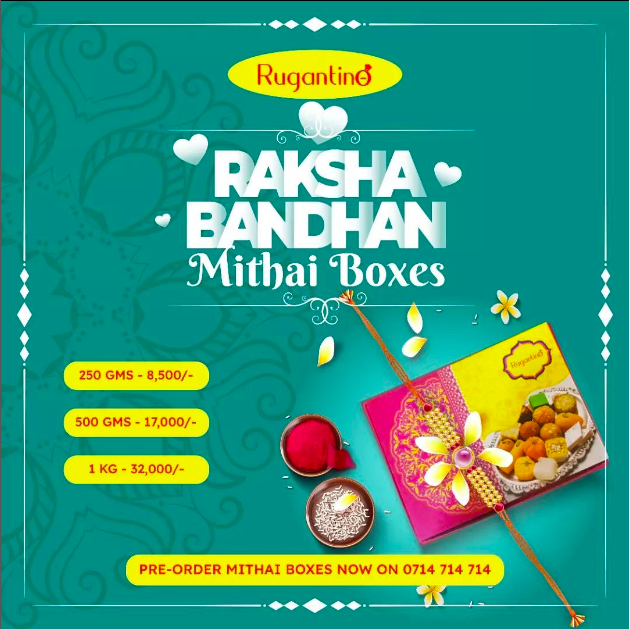 Rugantino
RAKSHA
BANDHAN
Mithai Boxes
250 GMS - 8,500/-
500 GMS - 17,000/-
1 KG - 32,000/-
Rugantino
PRE-ORDER MITHAI BOXES NOW ON 0714 714 714